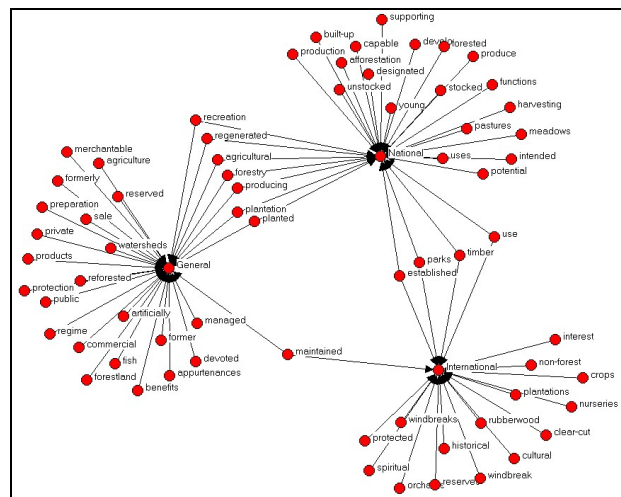 supporting
built-up
capable
develop
forested
production
afforestation
produce
designated
unstocked
stocked
functions
young
harvesting
recreation
pastures
meadows
regenerated
National
uses
intended
merchantable
agriculture
agricultural
potential
formerly
forestry
producing
reserved
preparation
plantation
sale
planted
private
use
watersheds
products
General
parks
timber
established
reforested
protection
public
artificially
managed
regime
former
interest
commercial
maintained
fish
devoted
non-forest
International
crops
forestland
appurtenances
benefits
plantations
nurseries
windbreaks
rubberwood
clear-cut
protected
historical
cultural
spiritual
windbreak
reserves